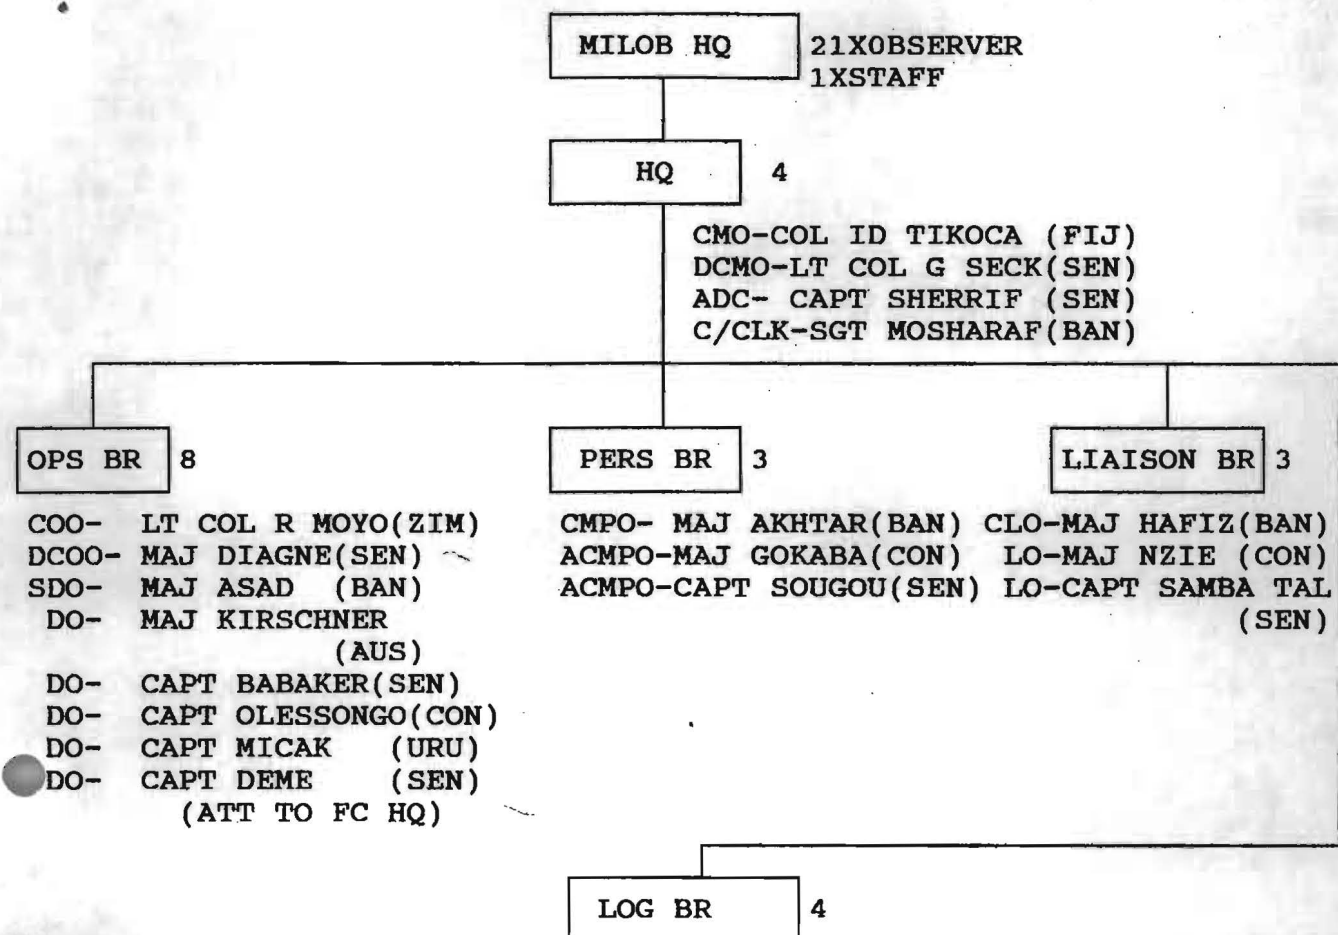 MILOB HQ
21XOBSERVER
1XSTAFF
HQ 4
CMO-COL ID TIKOCA (FIJ)
DCMO-LT COL G SECK(SEN)
ADC- CAPT SHERRIF (SEN)
C/CLK-SGT MOSHARAF(BAN)
OPS BR 8
COO- LT COL R MOYO(ZIM)
DCOO- MAJ DIAGNE(SEN)
SDO- MAJ ASAD (BAN)
DO- MAJ KIRSCHNER
(AUS)
DO- CAPT BABAKER(SEN)
DO- CAPT OLESSONGO(CON)
DO- CAPT MICAK (URU)
DO- CAPT DEME (SEN)
(ATT TO FC HQ)
PERS BR 3
CMPO- MAJ AKHTAR(BAN)
ACMPO-MAJ GOKABA(CON)
ACMPO-CAPT SOUGOU(SEN)
LIAISON BR 3
CLO-MAJ HAFIZ(BAN)
LO-MAJ NZIE (CON)
LO-CAPT SAMBA TAL
(SEN)
LOG BR 4